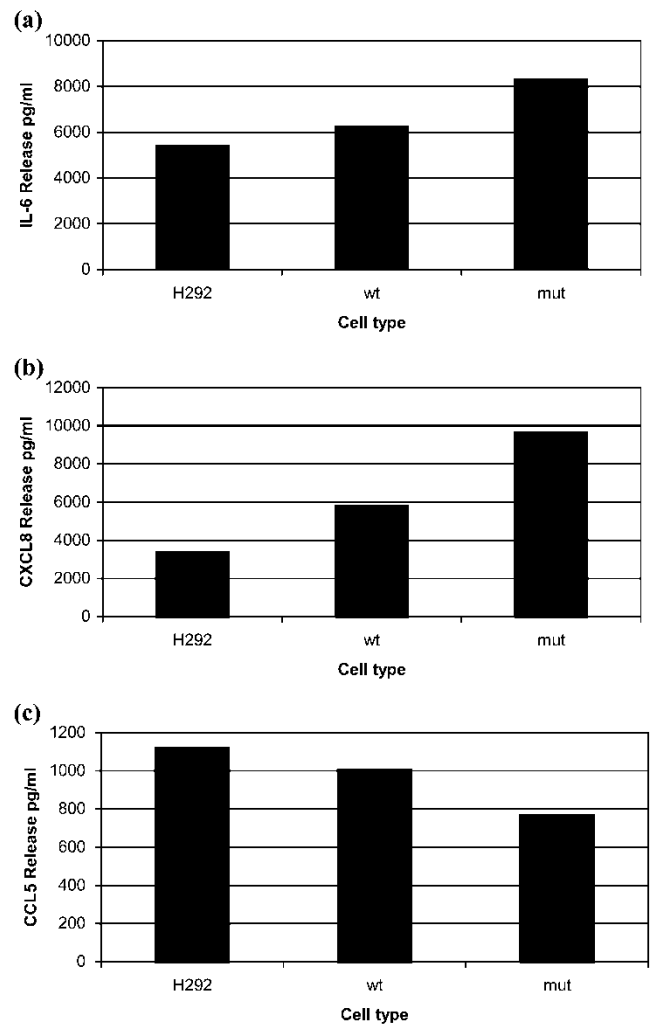 (a)
10000
8000
6000
4000
2000
0
IL-6 Release pg/ml
H292 wt mut
Cell type
(b)
12000
10000
8000
6000
4000
2000
0
CXCL8 Release pg/ml
H292 wt mut
Cell type
(c)
1200
1000
800
600
400
200
0
CCL5 Release pg/ml
H292 wt mut
Cell type